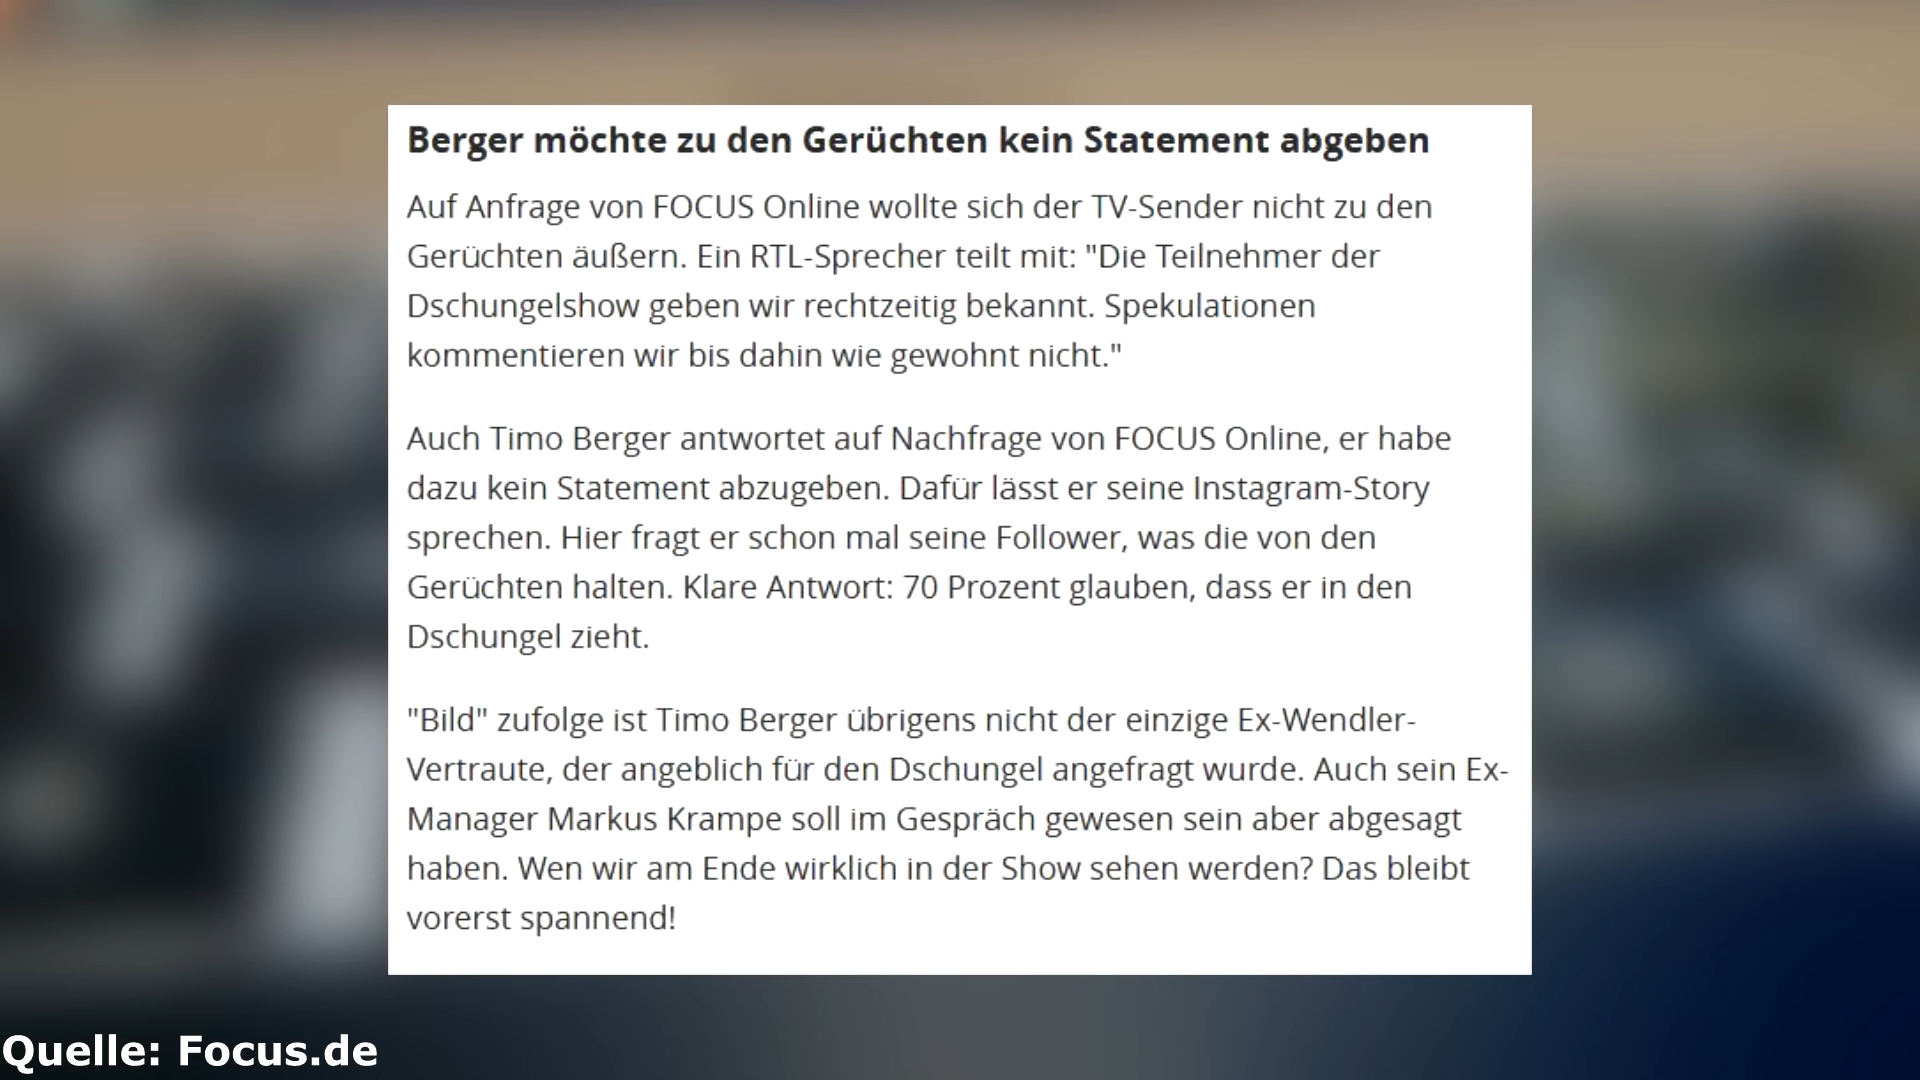 Berger möchte zu den Gerüchten kein Statement abgeben
Auf Anfrage von FOCUS Online wollte sich der TV-Sender nicht zu den
Gerüchten äußern. Ein RTL-Sprecher teilt mit: "Die Teilnehmer der
Dschungelshow geben wir rechtzeitig bekannt. Spekulationen
kommentieren wir bis dahin wie gewohnt nicht."
Auch Timo Berger antwortet auf Nachfrage von FOCUS Online, er habe
dazu kein Statement abzugeben. Dafür lässt er seine Instagram-Story
sprechen. Hier fragt er schon mal seine Follower, was die von den
Gerüchten halten. Klare Antwort: 70 Prozent glauben, dass er in den
Dschungel zieht.
"Bild" zufolge ist Timo Berger übrigens nicht der einzige Ex-Wendler-
Vertraute, der angeblich für den Dschungel angefragt wurde. Auch sein Ex-
Manager Markus Krampe soll im Gespräch gewesen sein aber abgesagt
haben. Wen wir am Ende wirklich in der Show sehen werden? Das bleibt
vorerst spannend!
Quelle: Focus.de